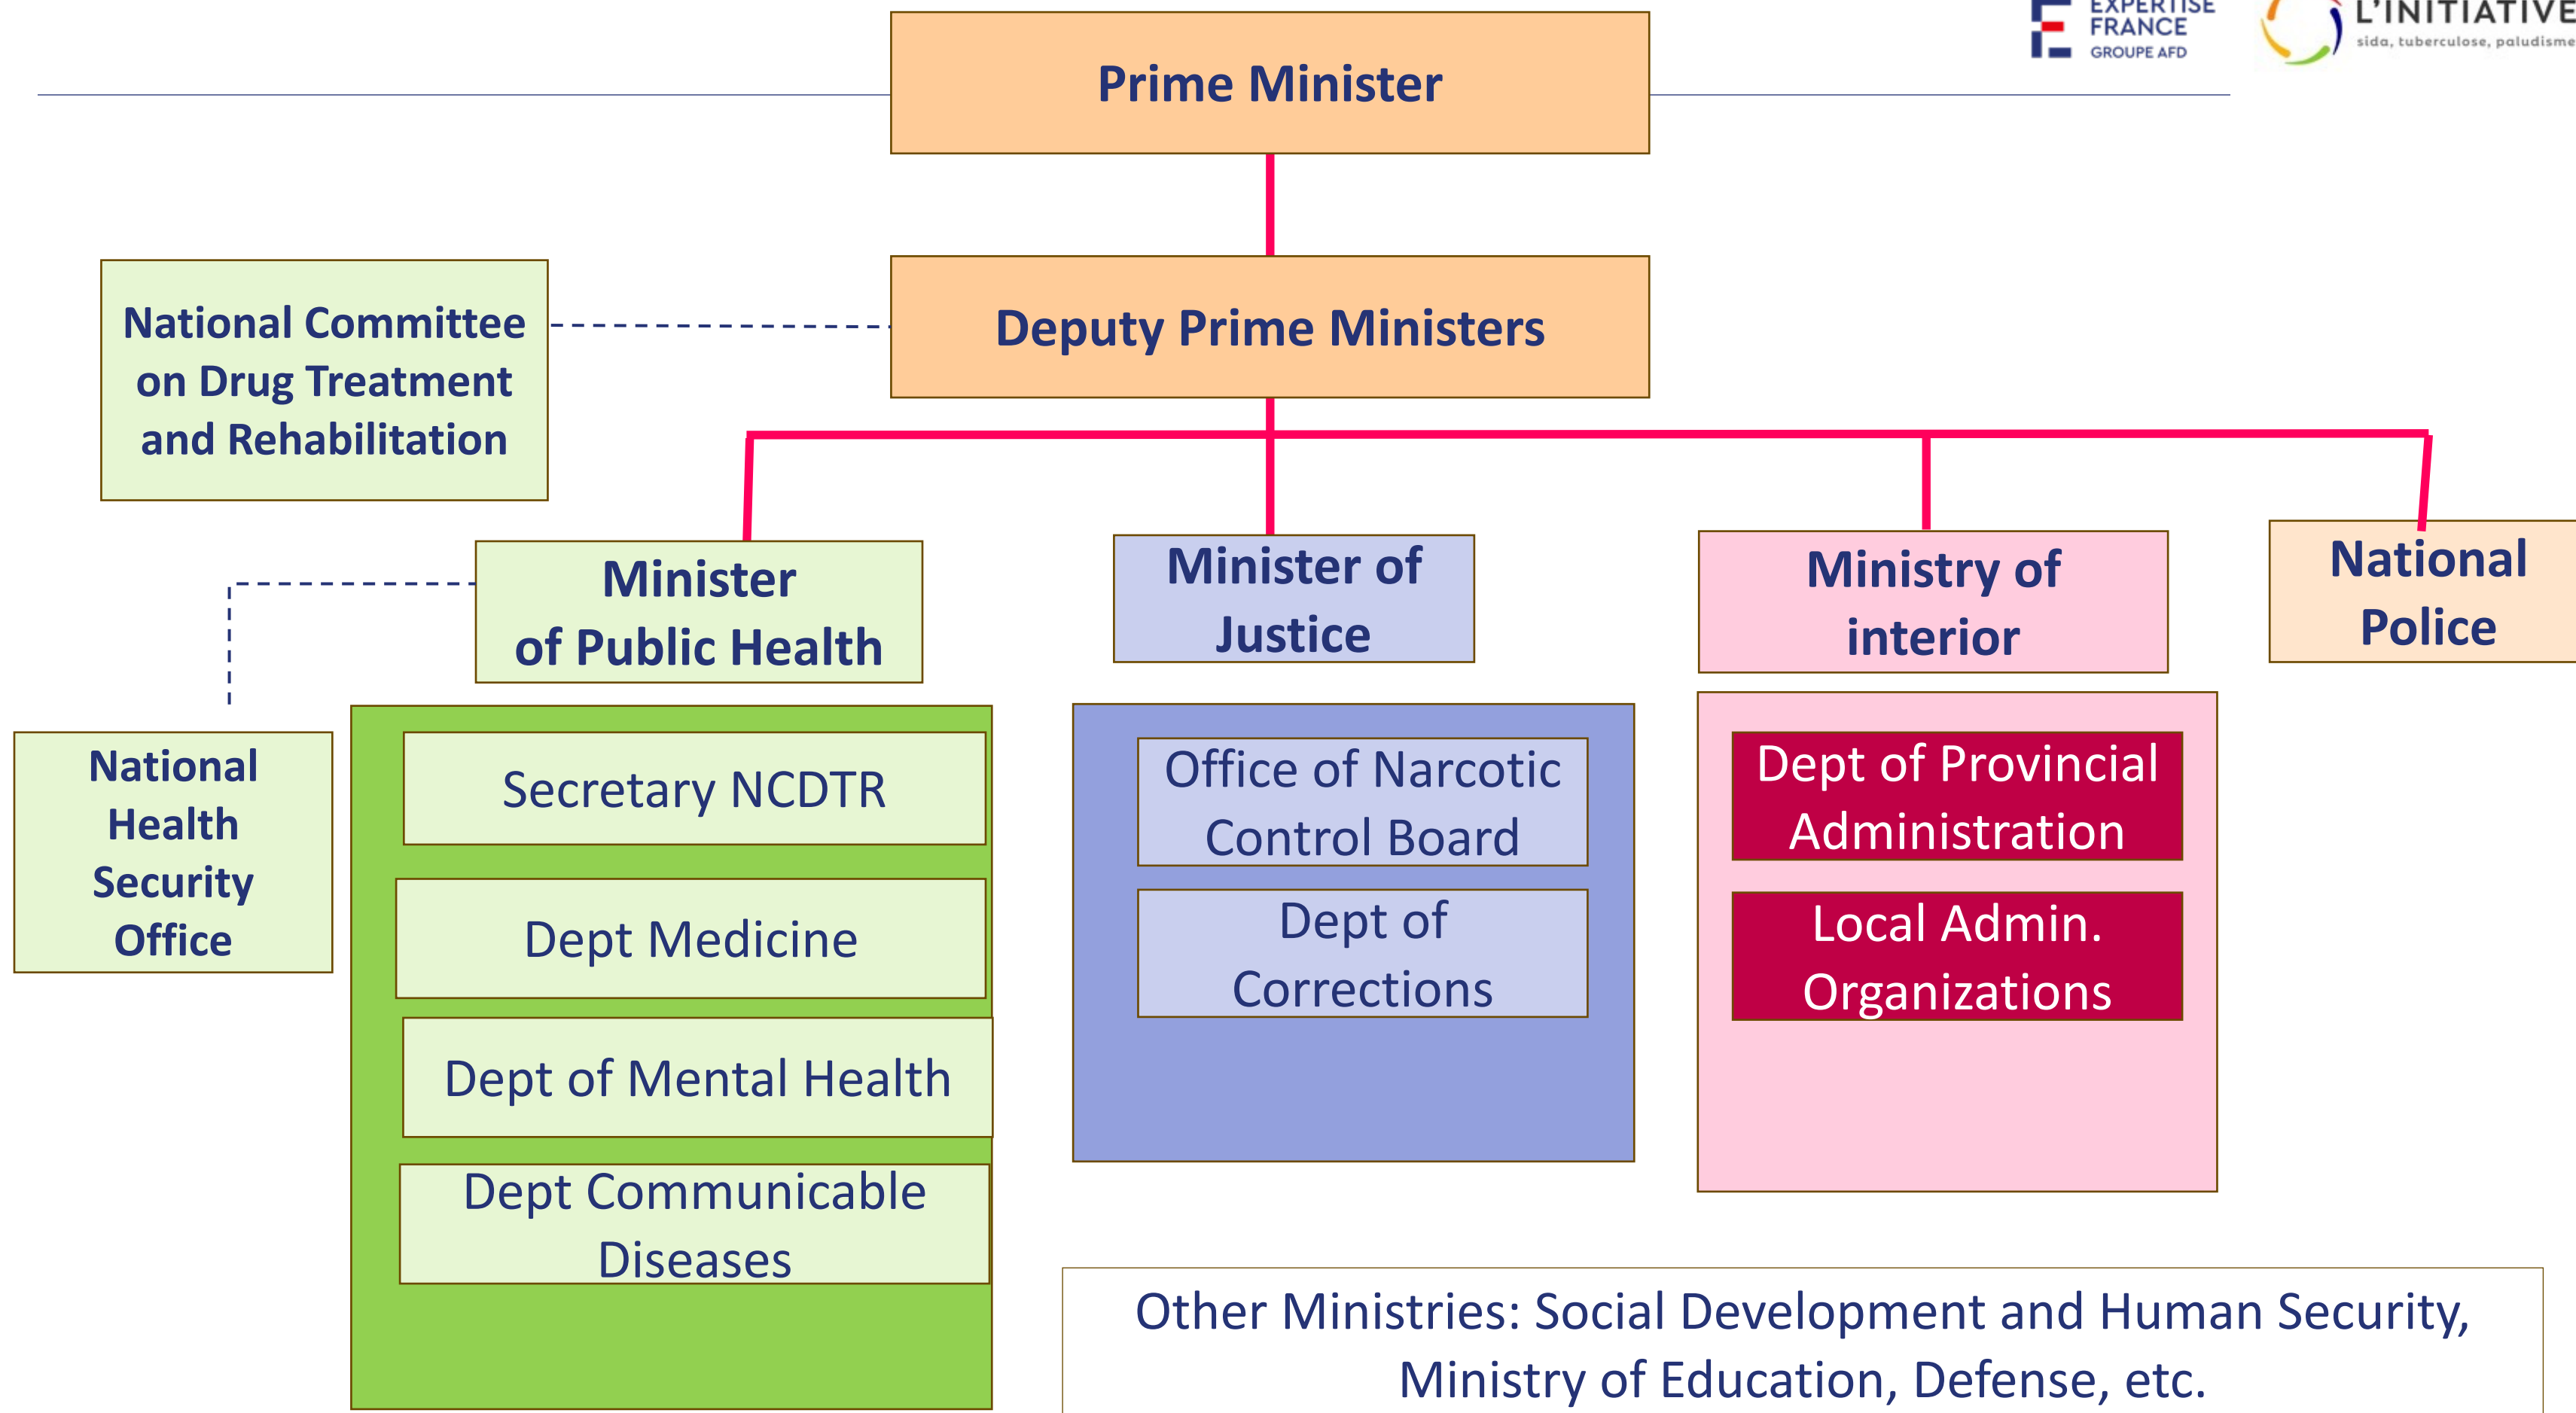 EXPERTISE
FRANCE
GROUPE AFD
L'INITIATIVE
sida, tuberculose, paludisme
Prime Minister
National Committee
on Drug Treatment
and Rehabilitation
Deputy Prime Ministers
Minister
of Public Health
Minister of
Justice
Ministry of
interior
National
Police
National
Health
Security
Office
Secretary NCDTR
Dept Medicine
Dept of Mental Health
Dept Communicable
Diseases
Office of Narcotic
Control Board
Dept of
Corrections
Dept of Provincial
Administration
Local Admin.
Organizations
Other Ministries: Social Development and Human Security,
Ministry of Education, Defense, etc.